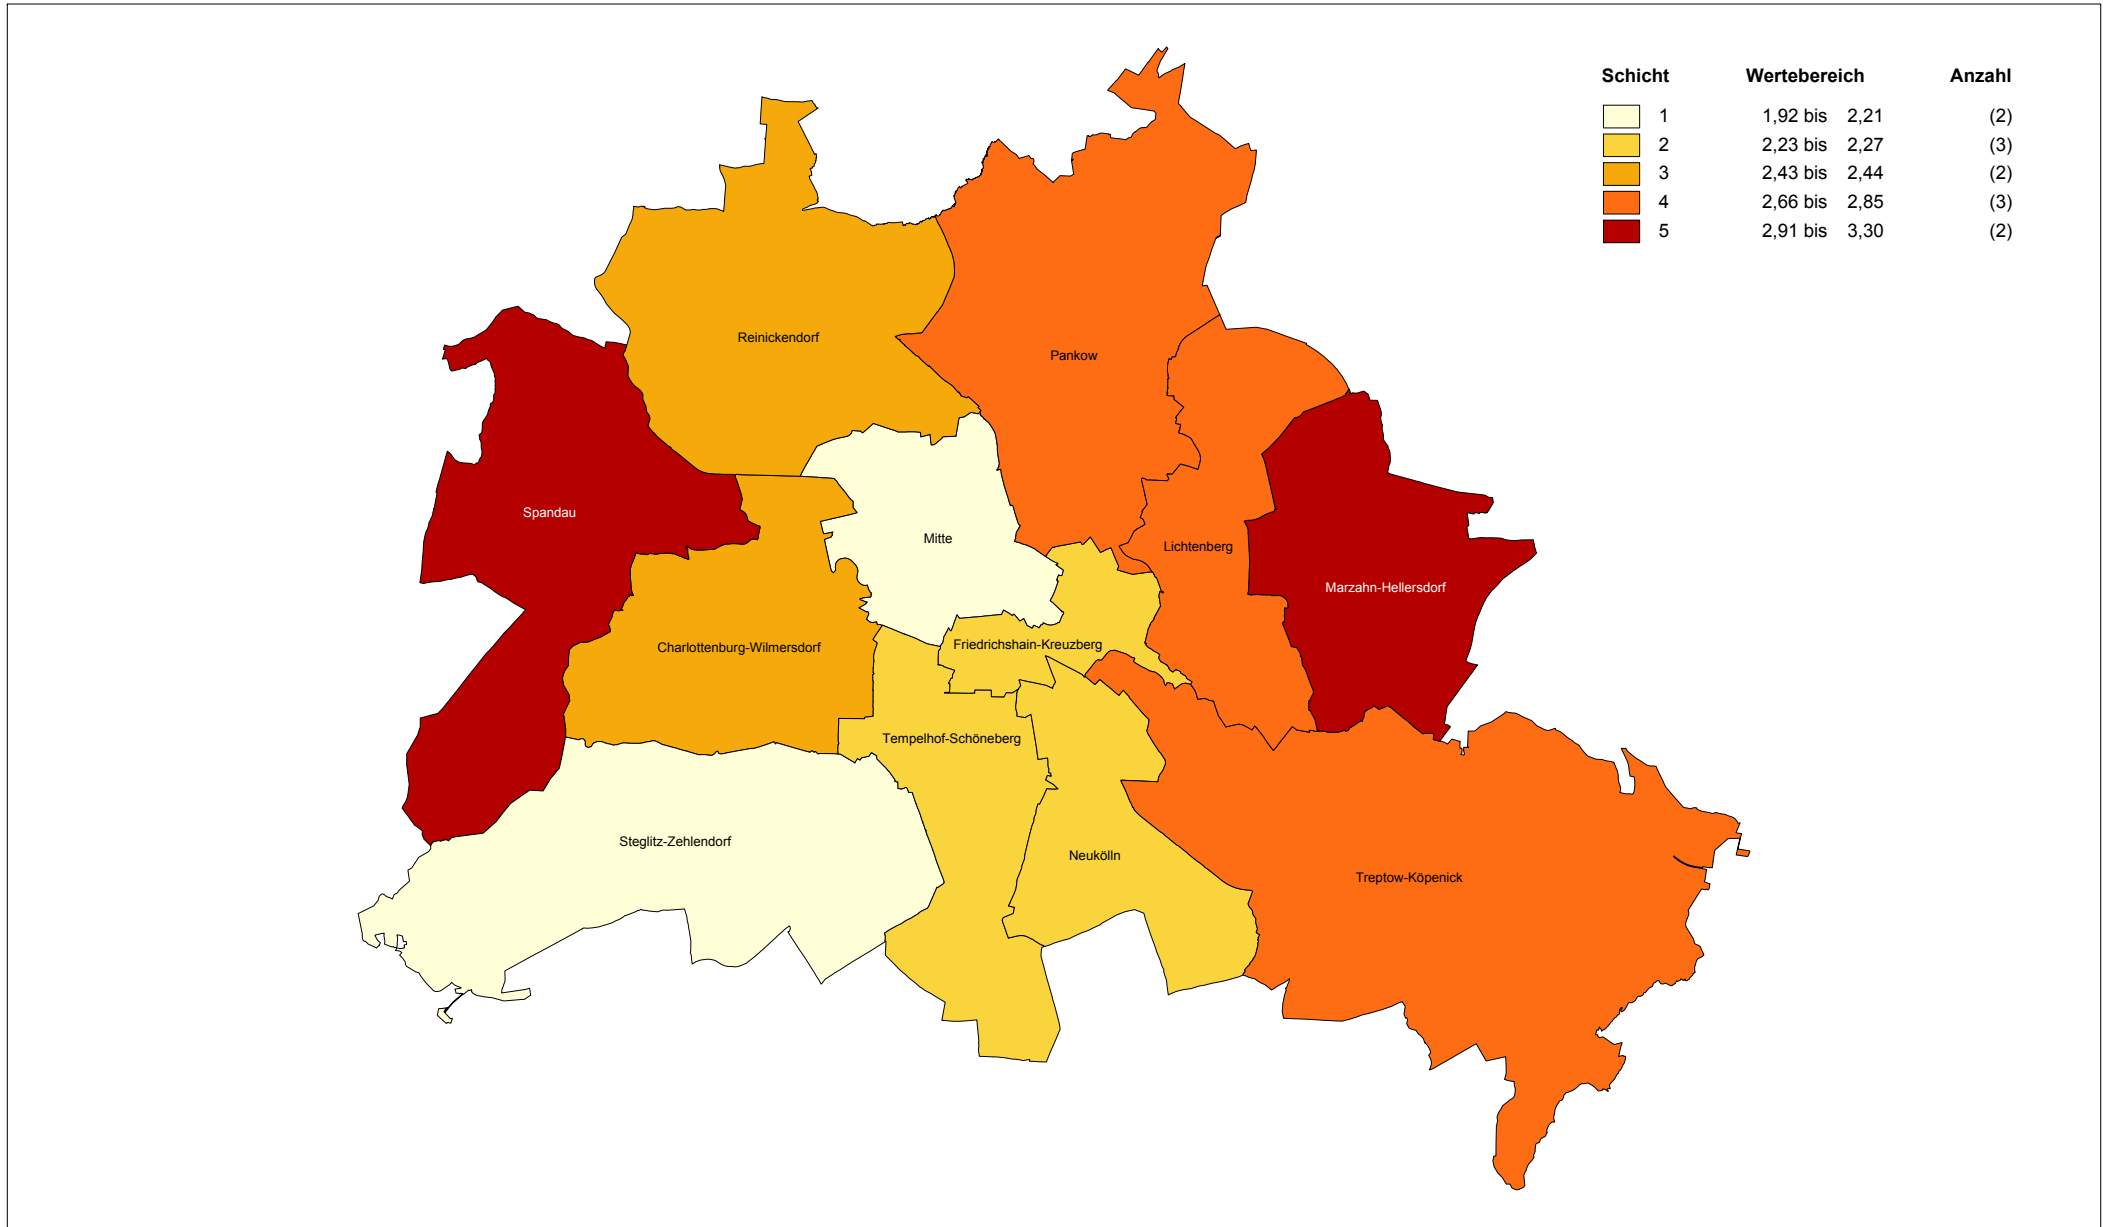 Schicht Wertebereich Anzahl
1 1,92 bis 2,21 (2)
2 2,23 bis 2,27 (3)
3 2,43 bis 2,44 (2)
4 2,66 bis 2,85 (3)
5 2,91 bis 3,30 (2)
Reinickendorf
Pankow
Spandau
Mitte
Lichtenberg
Marzahn-Hellersdorf
Charlottenburg-Wilmersdorf
Friedrichshain-Kreuzberg
Tempelhof-Schöneberg
Steglitz-Zehlendorf
Neukölln
Treptow-Köpenick